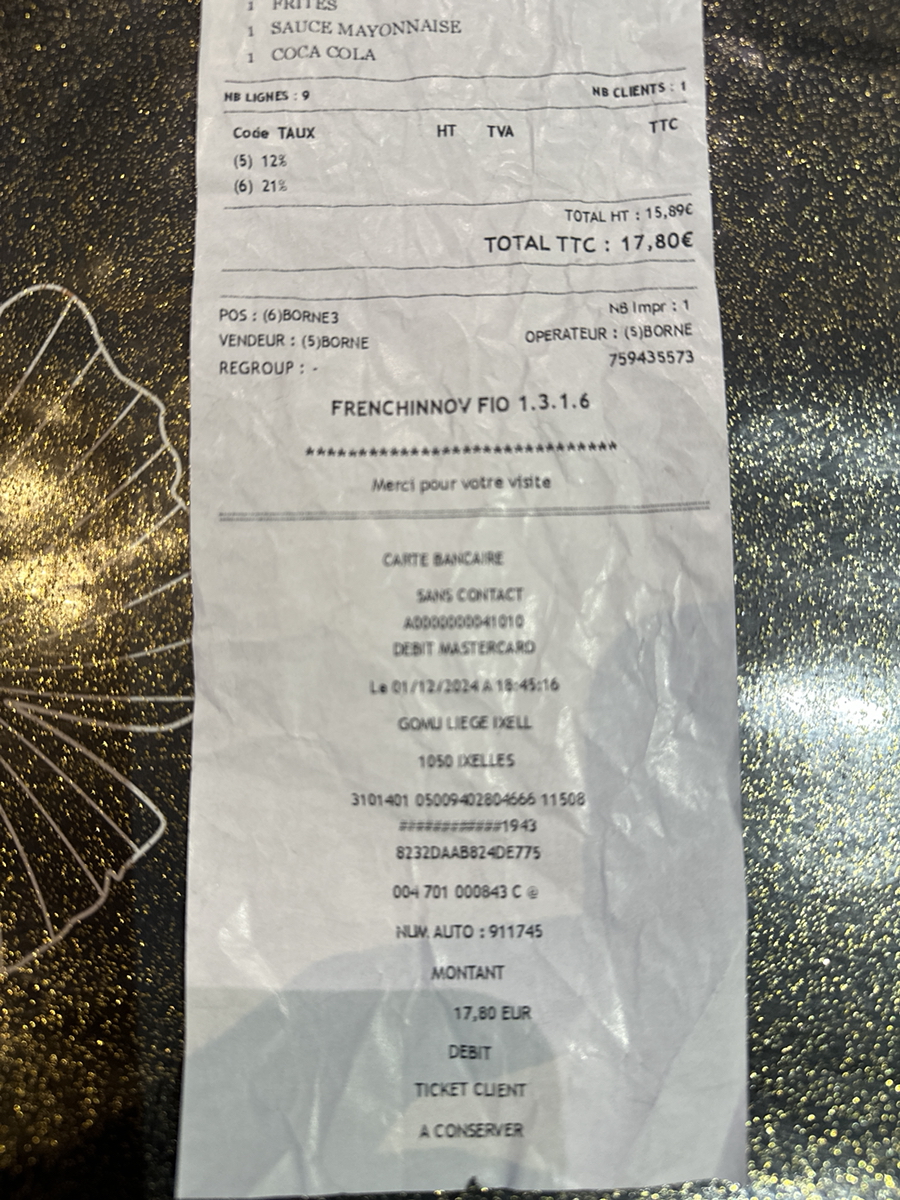 1 FRITES
1 SAUCE MAYONNAISE
1 COCA COLA
NB LIGNES : 9 NB CLIENTS : 1
Code TAUX HT TVA TTC
(5) 12%
(6) 21%
TOTAL HT : 15,89€
TOTAL TTC : 17,80€
POS : (6)BORNE3 NB Impr : 1
VENDEUR : (5)BORNE OPERATEUR : (5)BORNE
REGROUP : - 759435573
FRENCHINNOV FIO 1.3.1.6
******************************
Merci pour votre visite
CARTE BANCAIRE
SANS CONTACT
A0000000041010
DEBIT MASTERCARD
Le 01/12/2024 A 18:45:16
GOMU LIEGE IXELL
1050 IXELLES
3101401 05009402804666 11508
############1943
8232DAAB824DE775
004 701 000843 C @
NUM. AUTO : 911745
MONTANT
17,80 EUR
DEBIT
TICKET CLIENT
A CONSERVER